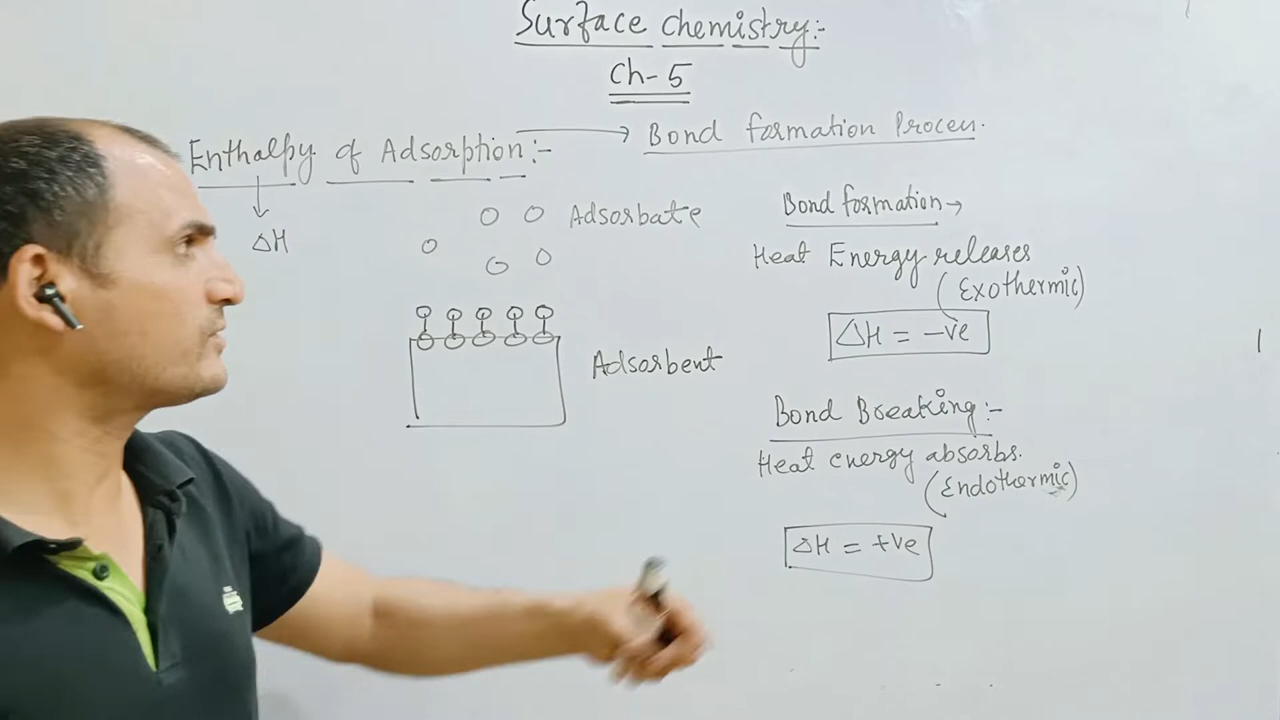 Surface Chemistry:-
Ch-5
Enthalpy of Adsorption:- → Bond formation Process.
ΔH
Adsorbate
Adsorbent
Bond formation→
Heat Energy releases
(Exothermic)
ΔH = -ve
Bond Breaking:-
Heat energy absorbs.
(Endothermic)
ΔH = +ve